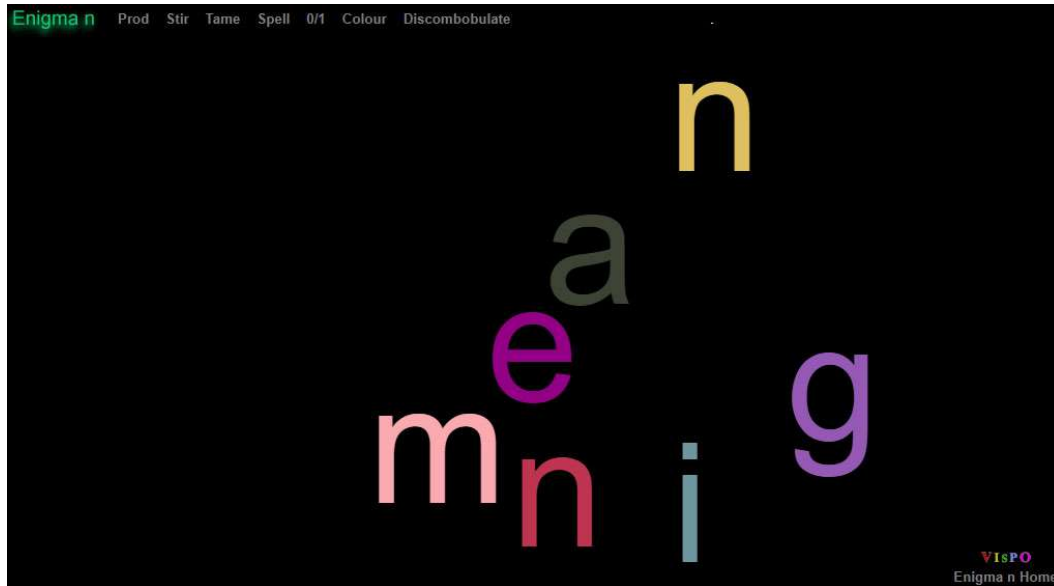 Enigma n Prod Stir Tame Spell 0/1 Colour Discombobulate
n
a
e
g
m
n
i
VIsPO
Enigma n Home